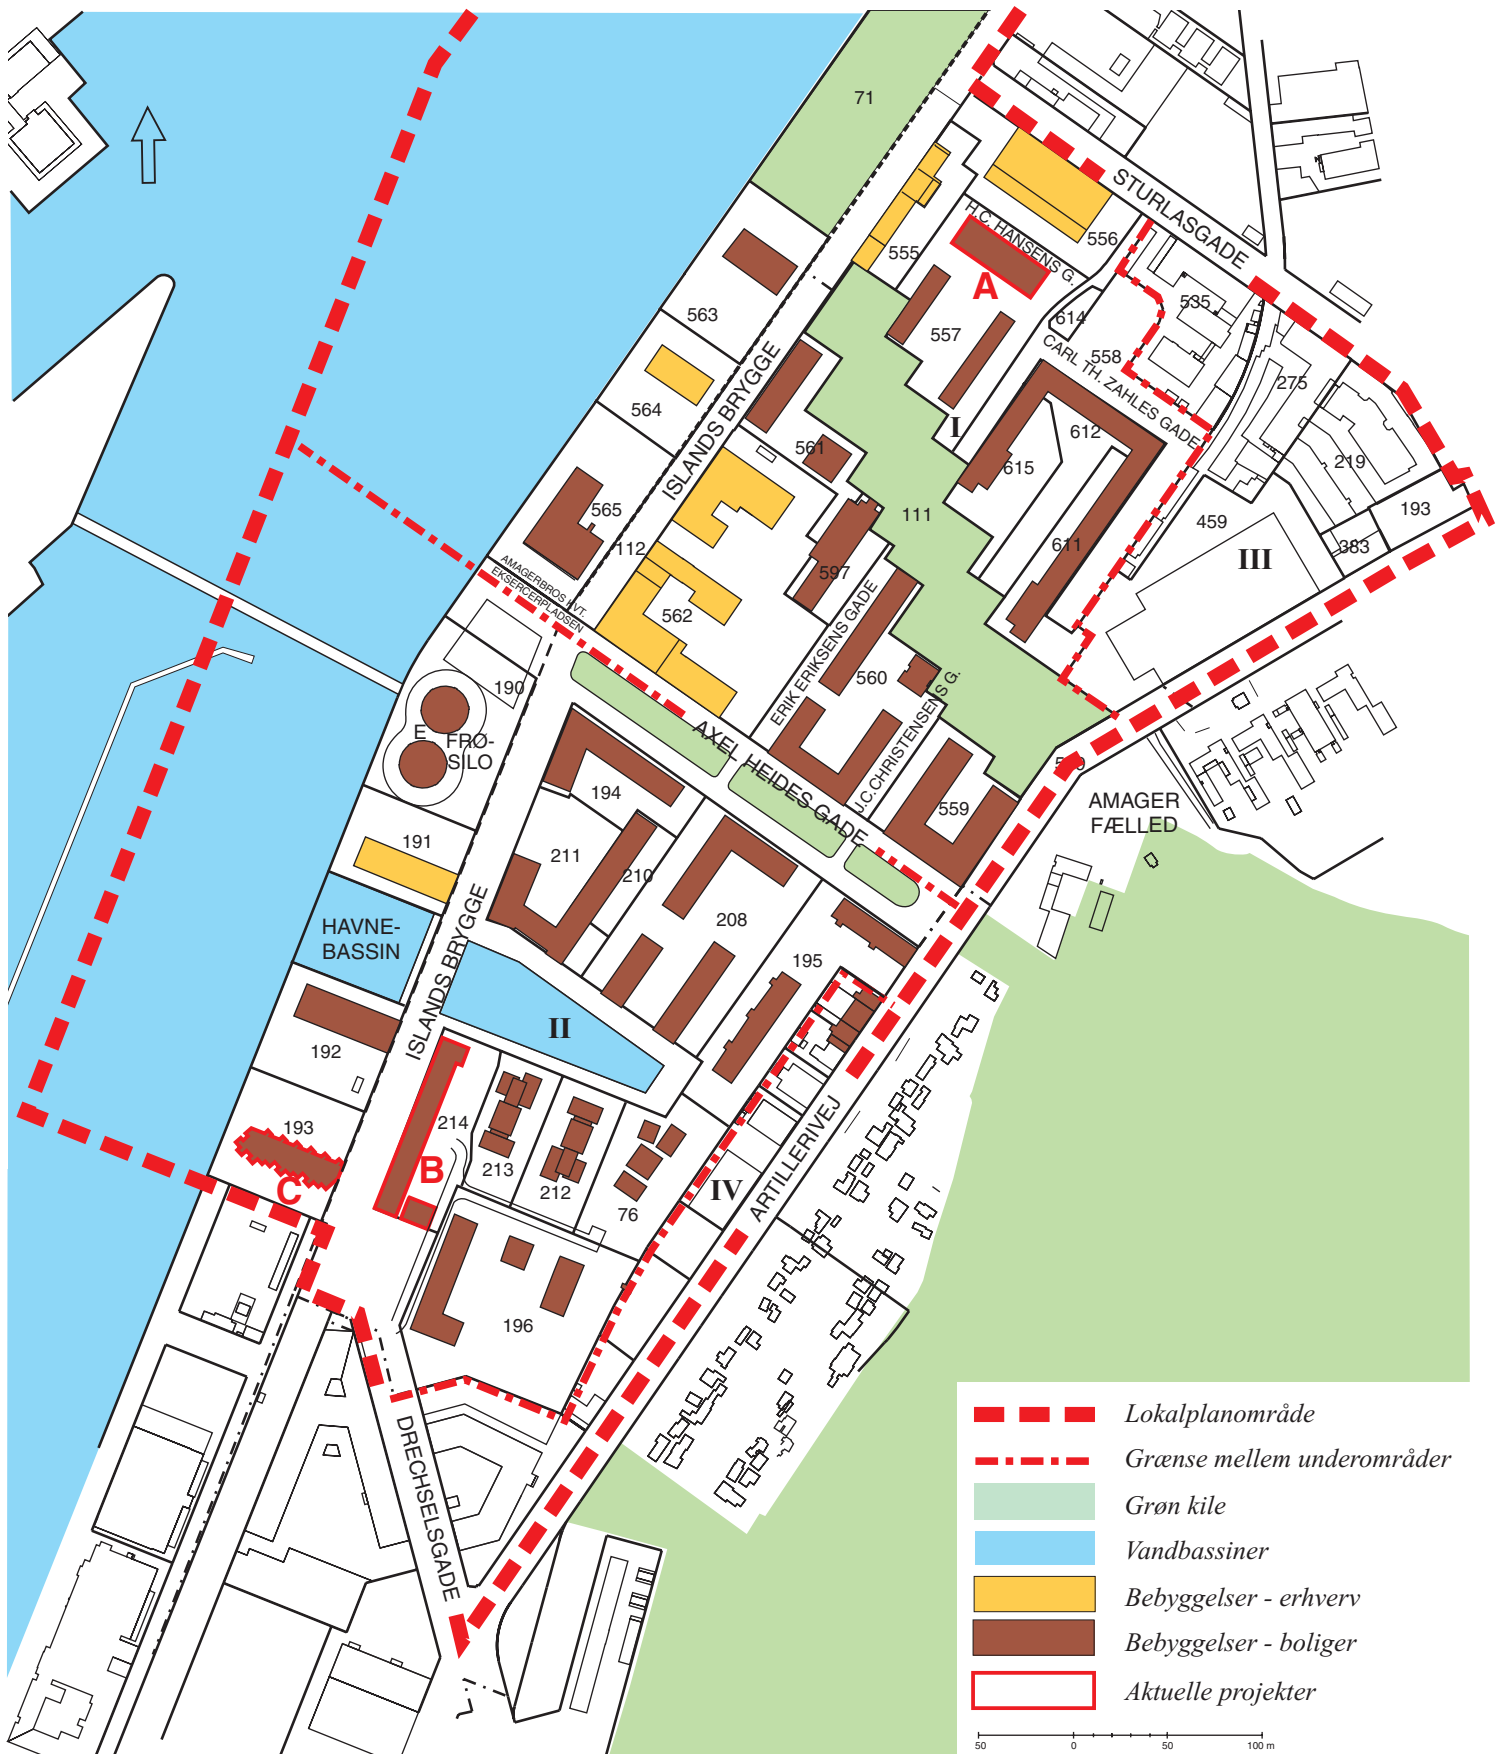 71
STURLASGADE
H.C. HANSENS G.
556
555
A
535
563
614
557
558
CARL TH. ZAHLES GADE
275
ISLANDS BRYGGE
564
I
612
561
615
219
565
111
459
193
112
III
383
611
AMAGERBROS HVT.
EKSERCERPLADSEN
597
562
ERIK ERIKSENS GADE
560
190
J.C.CHRISTENSENS G.
E
FRØ-
SILO
AXEL HEIDES GADE
194
559
AMAGER
FÆLLED
191
211
210
208
HAVNE-
BASSIN
ISLANDS BRYGGE
195
II
192
214
193
B
213
212
C
IV
76
ARTILLERIVEJ
196
DRECHSELSGADE
Lokalplanområde
Grænse mellem underområder
Grøn kile
Vandbassiner
Bebyggelser - erhverv
Bebyggelser - boliger
Aktuelle projekter
50 0 50 100 m